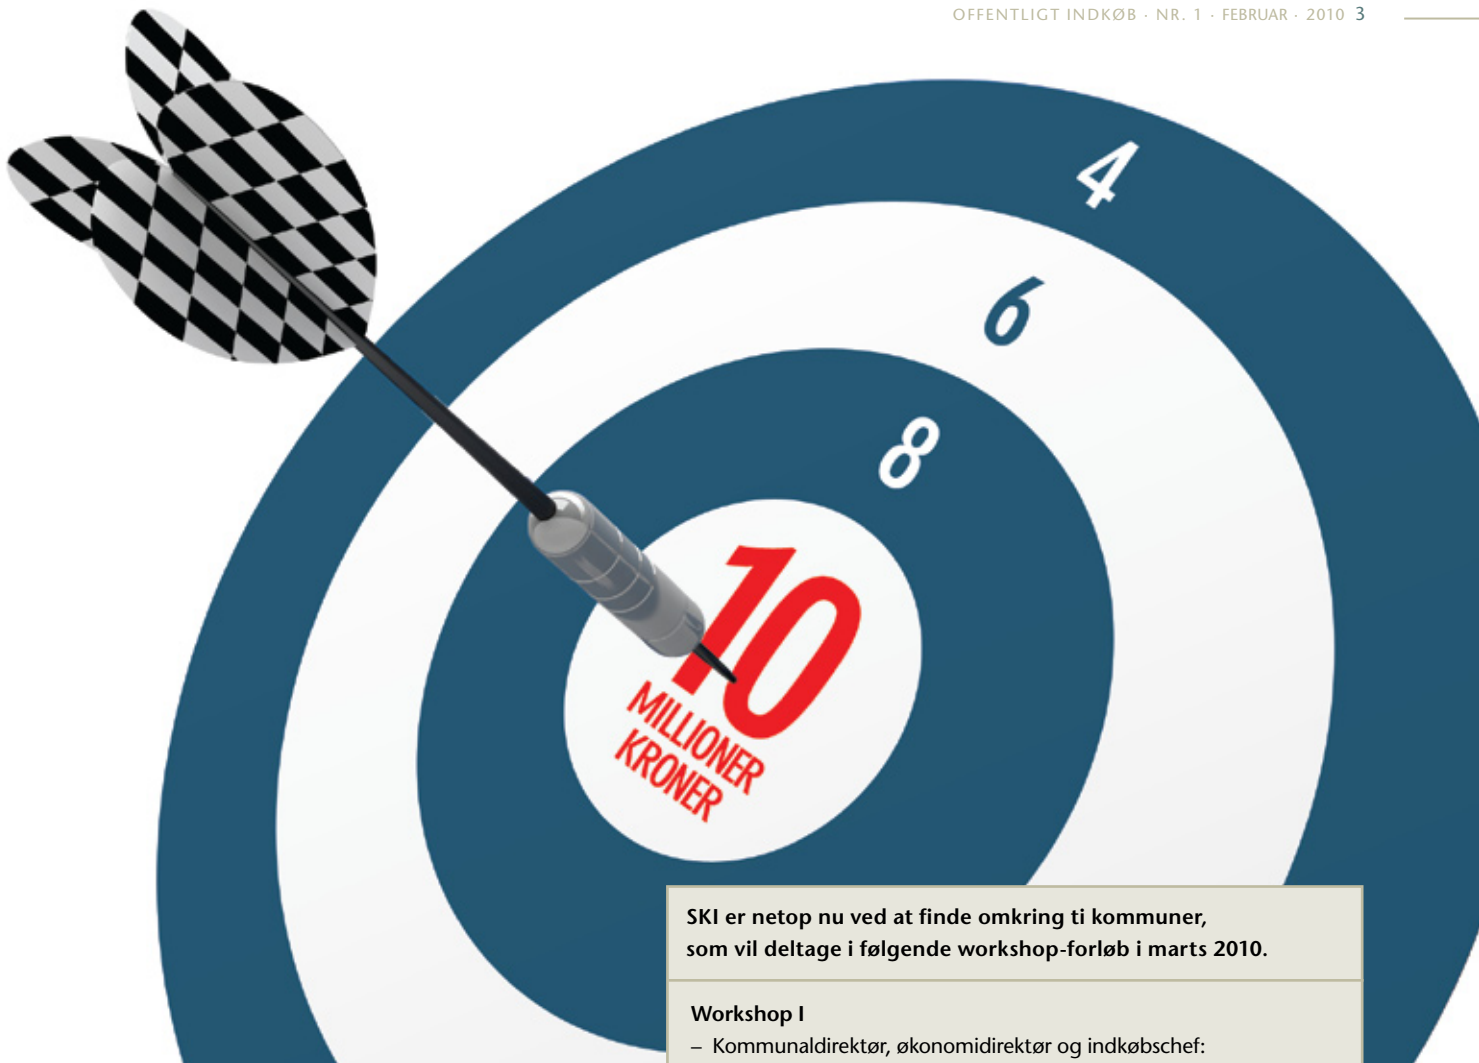 OFFENTLIGT INDKØB · NR. 1 · FEBRUAR · 2010 3
4
6
8
10
MILLIONER
KRONER
SKI er netop nu ved at finde omkring ti kommuner,
som vil deltage i følgende workshop-forløb i marts 2010.
Workshop I
– Kommunaldirektør, økonomidirektør og indkøbschef: